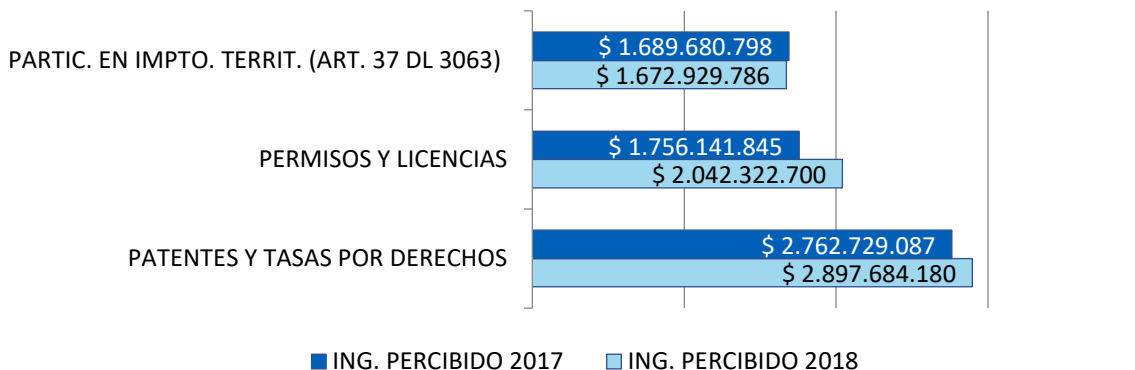 PARTIC. EN IMPTO. TERRIT. (ART. 37 DL 3063)
$ 1.689.680.798
$ 1.672.929.786
PERMISOS Y LICENCIAS
$ 1.756.141.845
$ 2.042.322.700
PATENTES Y TASAS POR DERECHOS
$ 2.762.729.087
$ 2.897.684.180
ING. PERCIBIDO 2017
ING. PERCIBIDO 2018